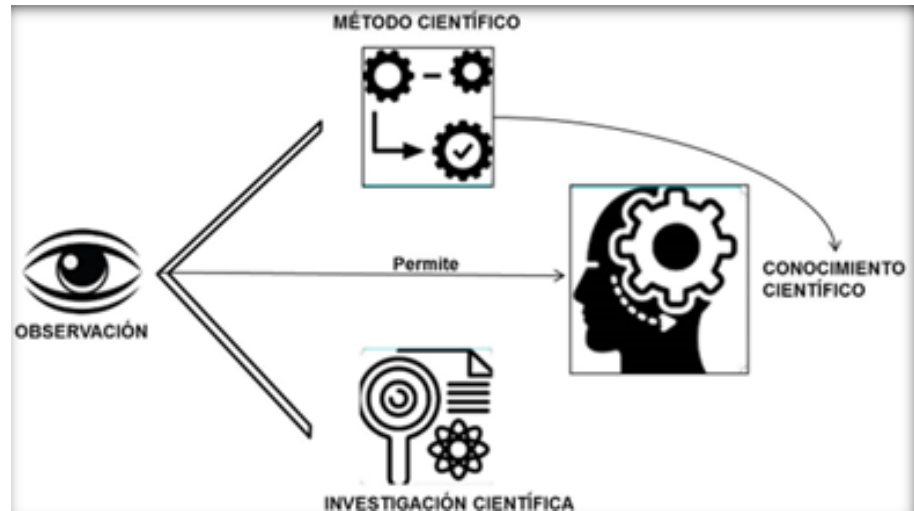 MÉTODO CIENTÍFICO
Permite
OBSERVACIÓN
CONOCIMIENTO
CIENTÍFICO
INVESTIGACIÓN CIENTÍFICA